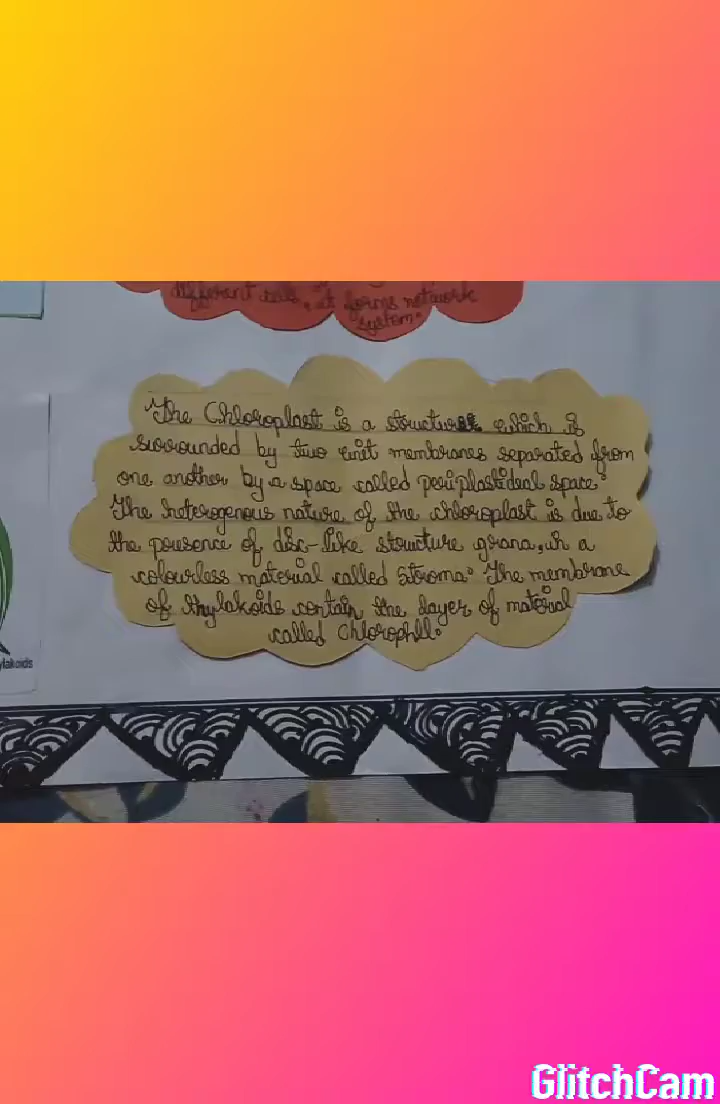 different cells, it forms network
system.
The Chloroplast is a structure which is
surrounded by two unit membranes separated from
one another by a space called periplastideal space.
The heterogenous nature of the chloroplast is due to
the presence of disc-like structure grana, in a
colourless material called Stroma. The membrane
of thylakoids contain the layer of material
called Chlorophll.
ylakoids
GlitchCam